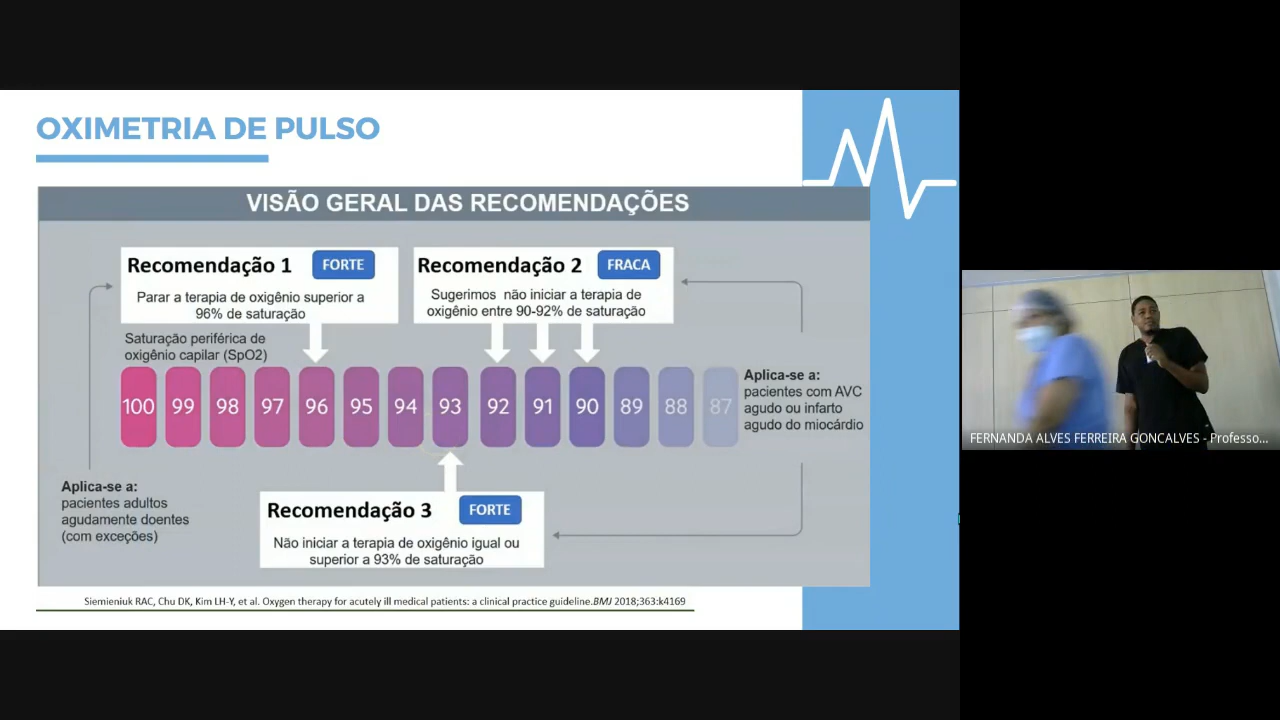 OXIMETRIA DE PULSO
VISÃO GERAL DAS RECOMENDAÇÕES
Recomendação 1 FORTE
Parar a terapia de oxigênio superior a
96% de saturação
Recomendação 2 FRACA
Sugerimos não iniciar a terapia de
oxigênio entre 90-92% de saturação
Saturação periférica de
oxigênio capilar (SpO2)
100 99 98 97 96 95 94 93 92 91 90 89 88 87
Aplica-se a:
pacientes com AVC
agudo ou infarto
agudo do miocárdio
Aplica-se a:
pacientes adultos
agudamente doentes
(com exceções)
Recomendação 3 FORTE
Não iniciar a terapia de oxigênio igual ou
superior a 93% de saturação
Siemieniuk RAC, Chu DK, Kim LH-Y, et al. Oxygen therapy for acutely ill medical patients: a clinical practice guideline.BMJ 2018;363:k4169
FERNANDA ALVES FERREIRA GONCALVES - Professo...